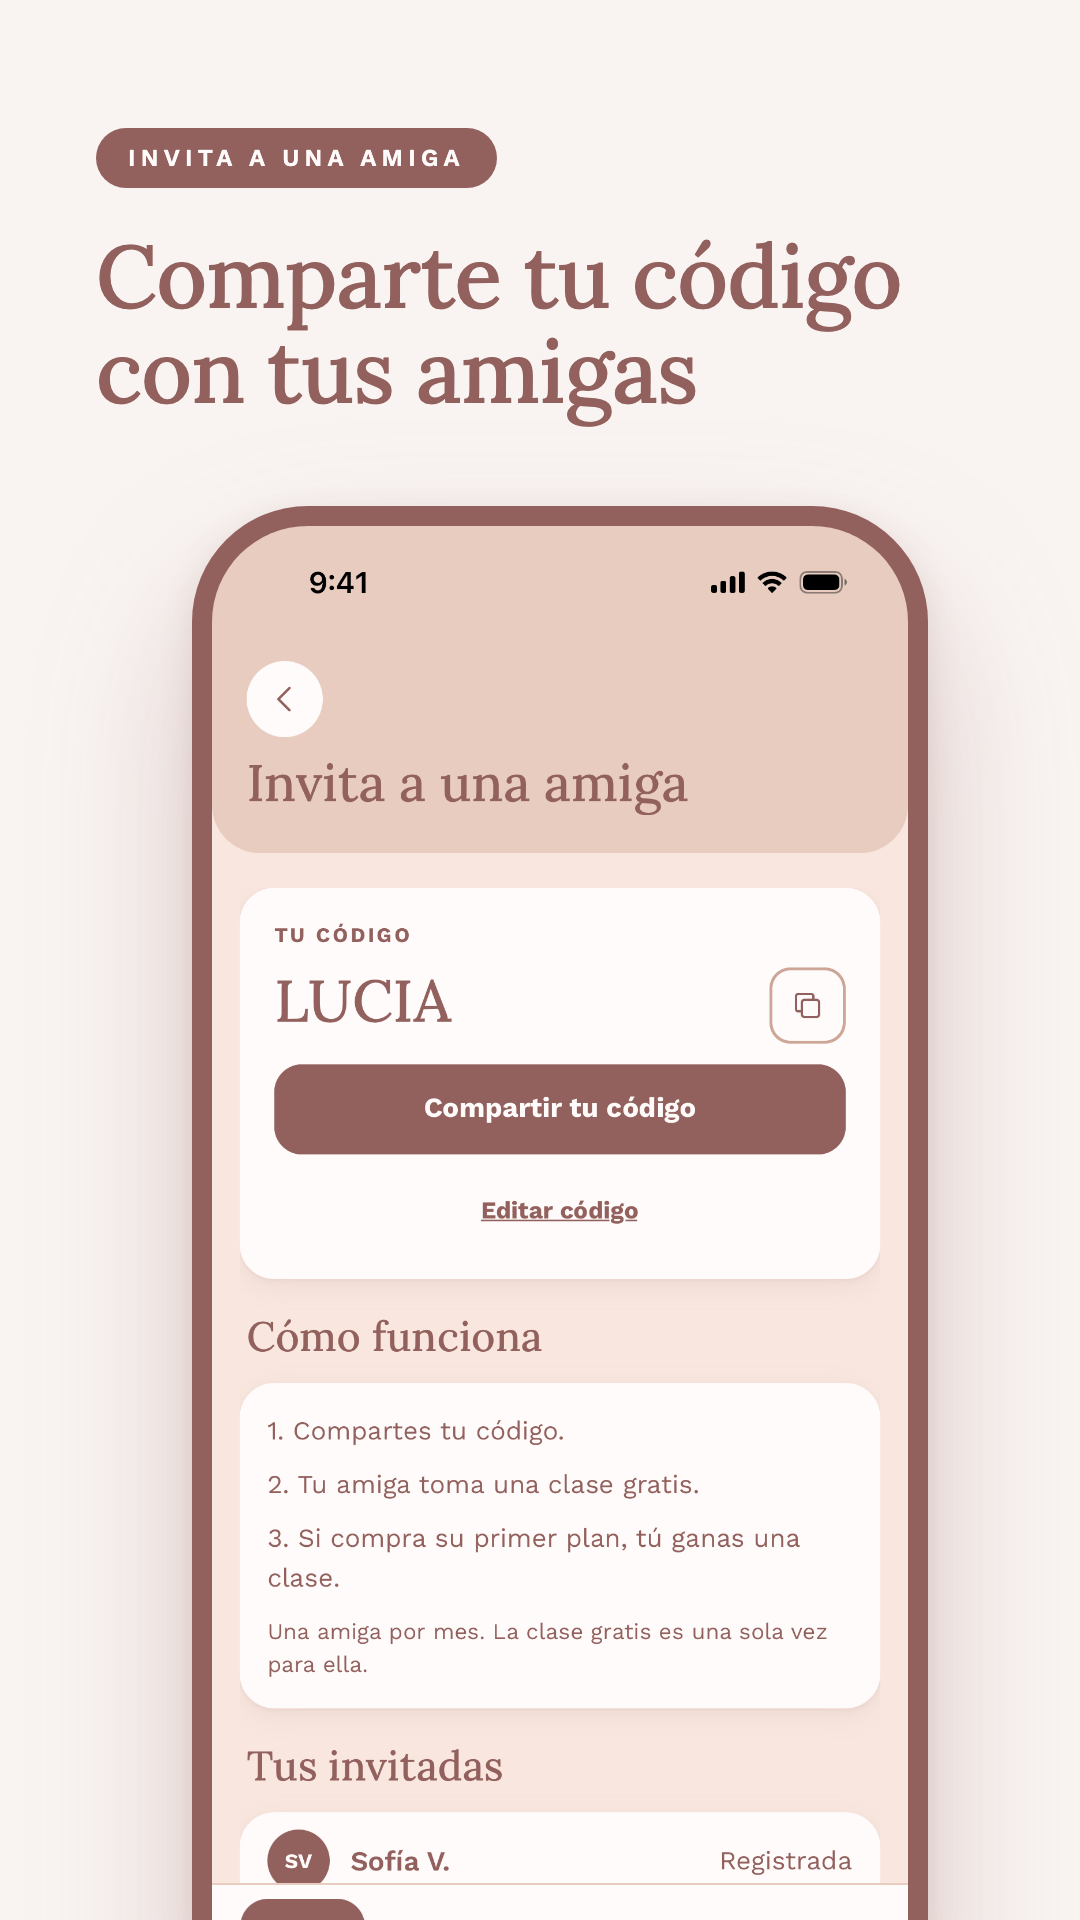 INVITA A UNA AMIGA
Comparte tu código
con tus amigas
9:41
Invita a una amiga
TU CÓDIGO
LUCIA
Compartir tu código
Editar código
Cómo funciona
1. Compartes tu código.
2. Tu amiga toma una clase gratis.
3. Si compra su primer plan, tú ganas una
clase.
Una amiga por mes. La clase gratis es una sola vez
para ella.
Tus invitadas
SV Sofía V. Registrada